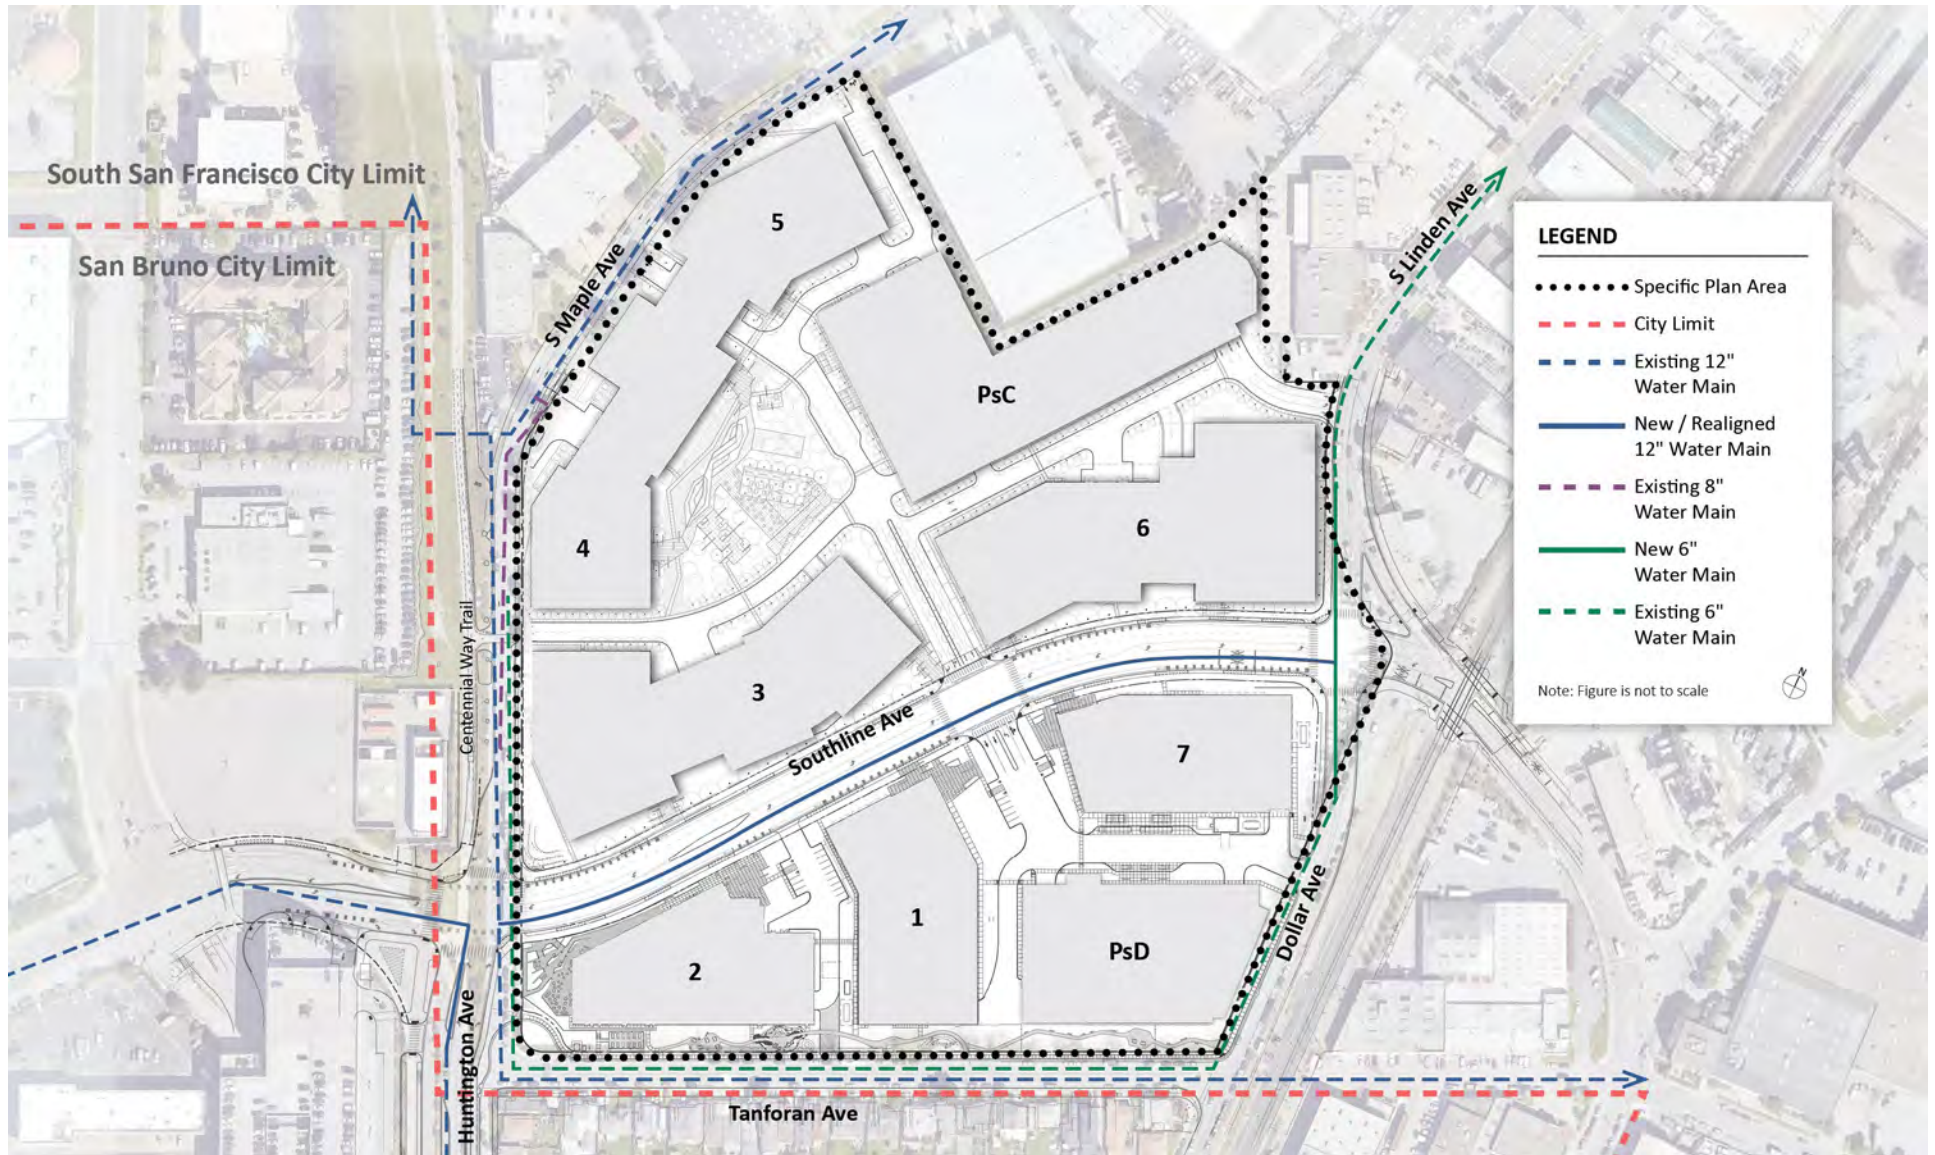 South San Francisco City Limit
San Bruno City Limit
S Maple Ave
S Linden Ave
5
PsC
4
6
3
Centennial Way Trail
Southline Ave
7
2
1
PsD
Dollar Ave
Huntington Ave
Tanforan Ave
LEGEND
Specific Plan Area
City Limit
Existing 12"
Water Main
New / Realigned
12" Water Main
Existing 8"
Water Main
New 6"
Water Main
Existing 6"
Water Main
Note: Figure is not to scale
N